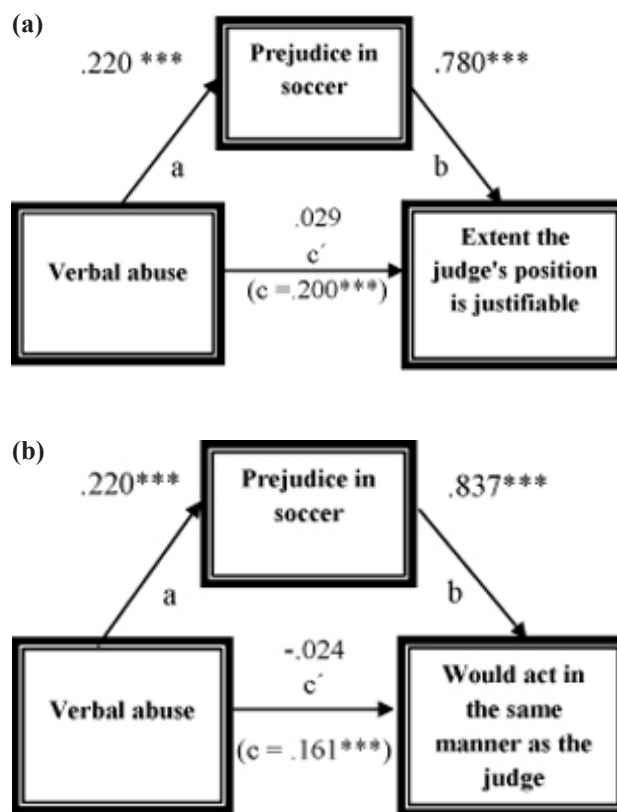 (a)
.220 ***
Prejudice in
soccer
.780***
a
b
Verbal abuse
.029
c´
(c =.200***)
Extent the
judge's position
is justifiable
(b)
.220***
Prejudice in
soccer
.837***
a
b
Verbal abuse
-.024
c´
(c = .161***)
Would act in
the same
manner as the
judge